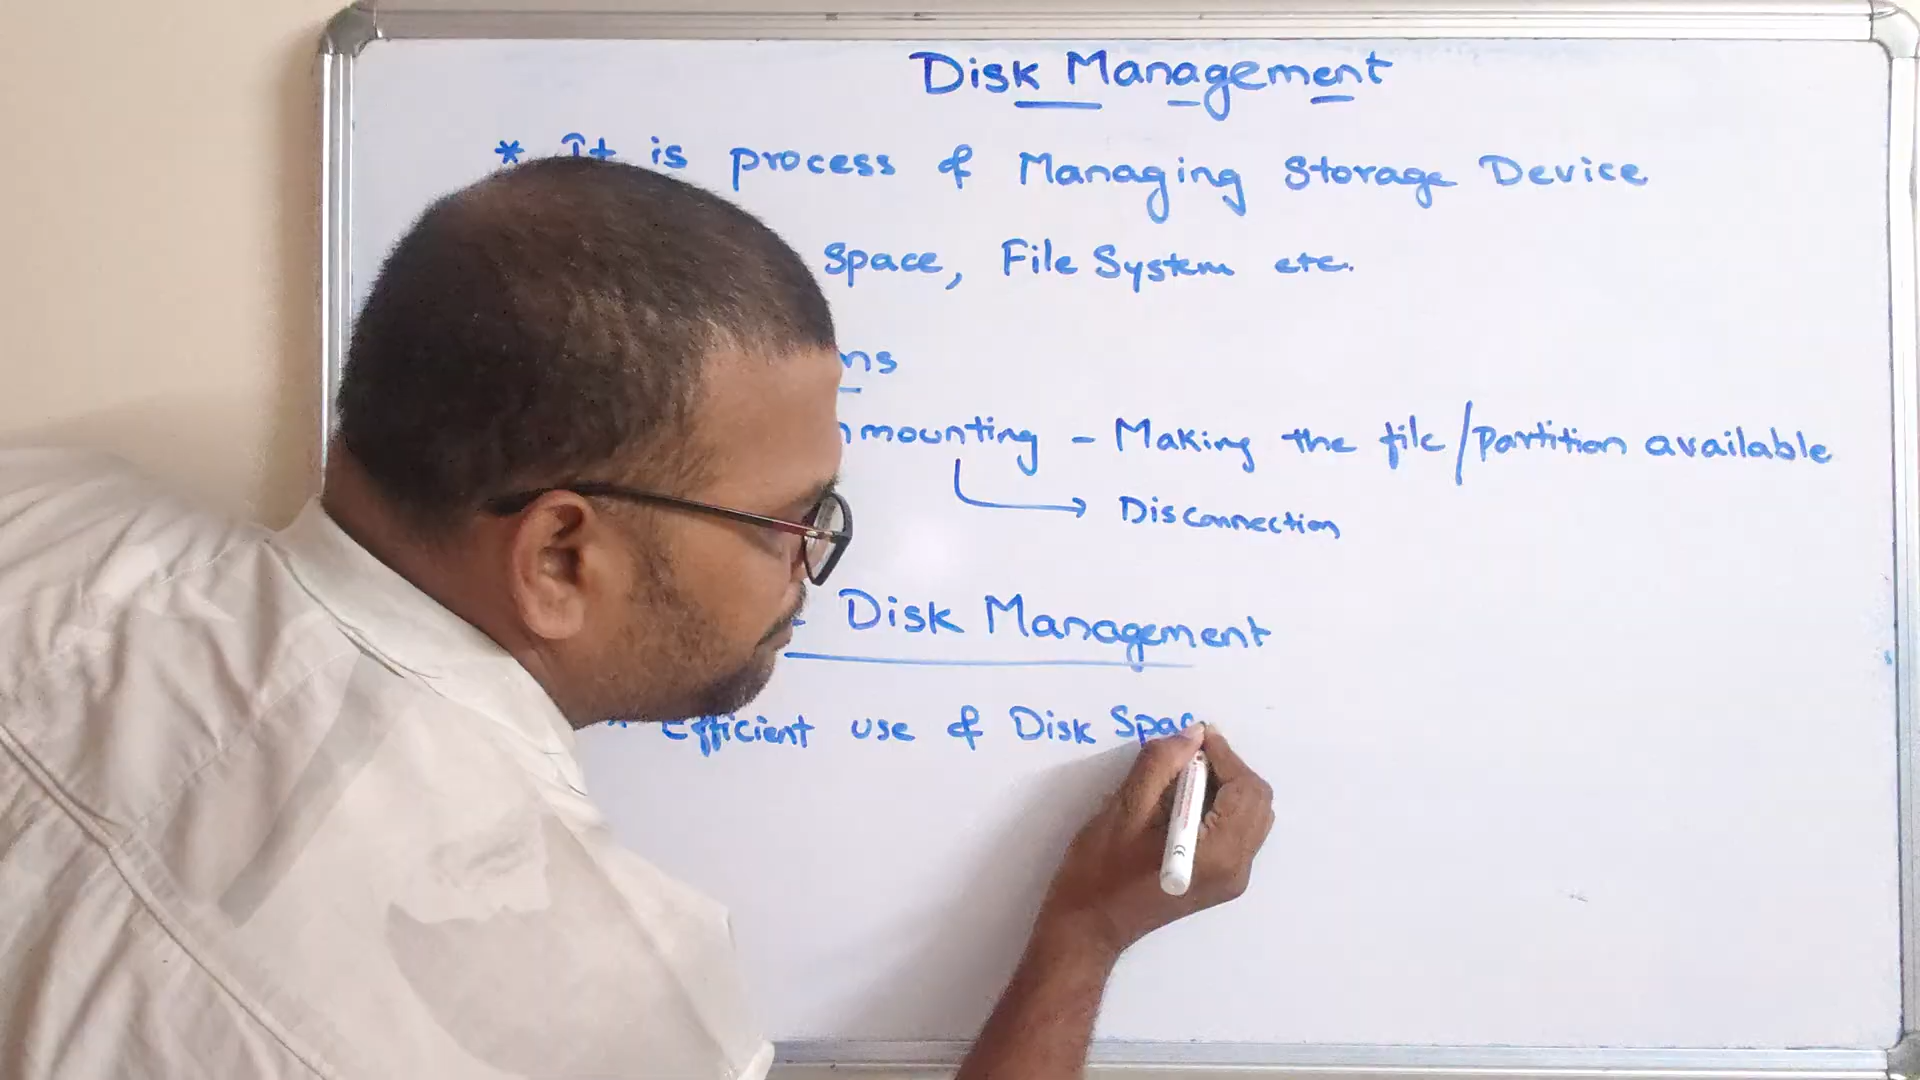 Disk Management
* It is process of Managing Storage Device
Space, File System etc.
ns
mounting - Making the file/partition available
Disconnection
Disk Management
* Efficient use of Disk Spac